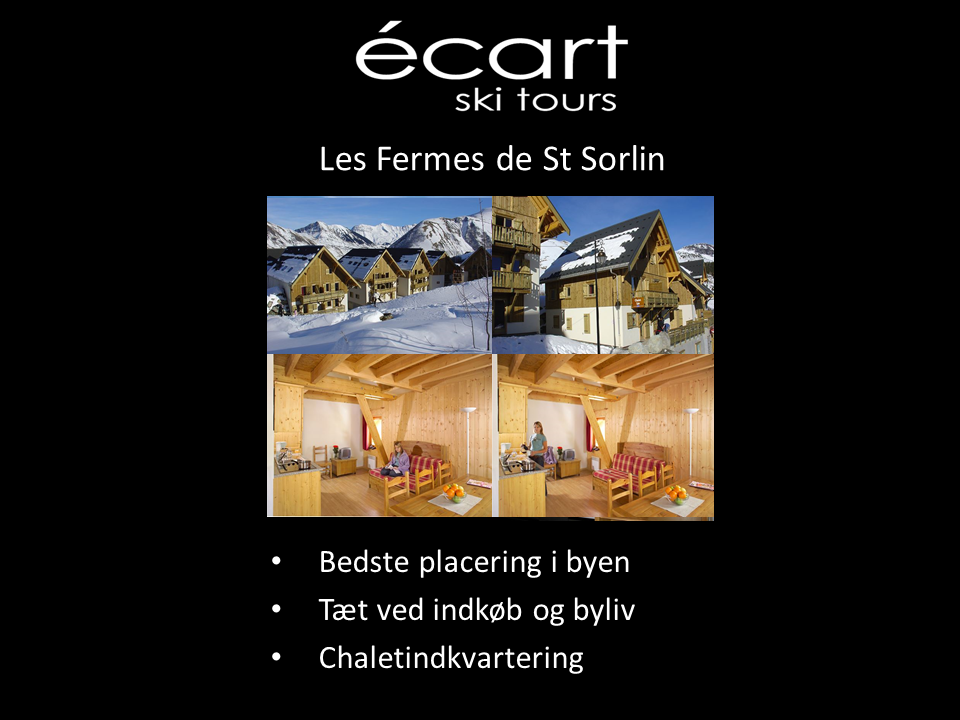 écart
ski tours
Les Fermes de St Sorlin
• Bedste placering i byen
• Tæt ved indkøb og byliv
• Chaletindkvartering